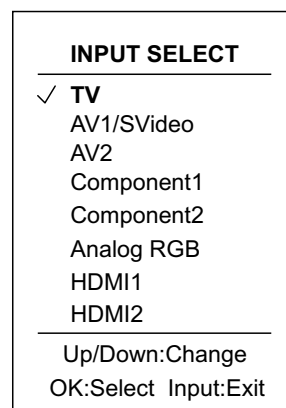 INPUT SELECT
✓ TV
AV1/SVideo
AV2
Component1
Component2
Analog RGB
HDMI1
HDMI2
Up/Down:Change
OK:Select Input:Exit